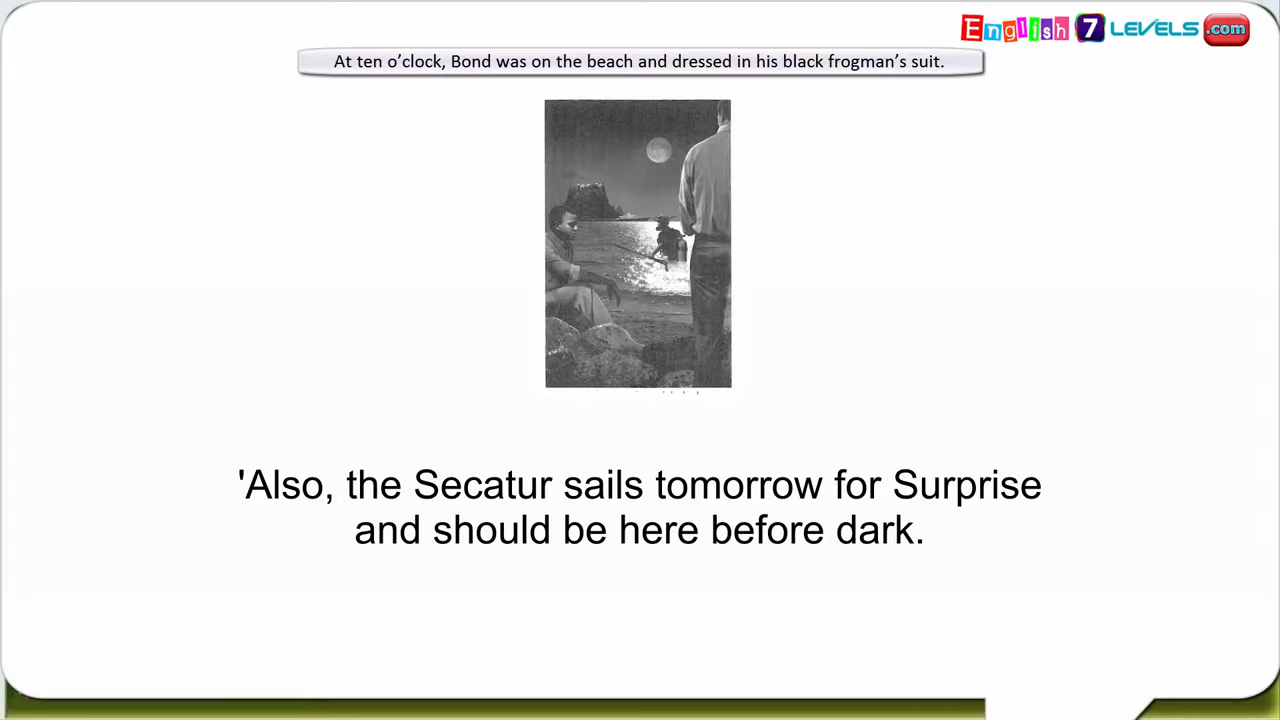 English 7 LEVELS .com
At ten o’clock, Bond was on the beach and dressed in his black frogman’s suit.
'Also, the Secatur sails tomorrow for Surprise
and should be here before dark.